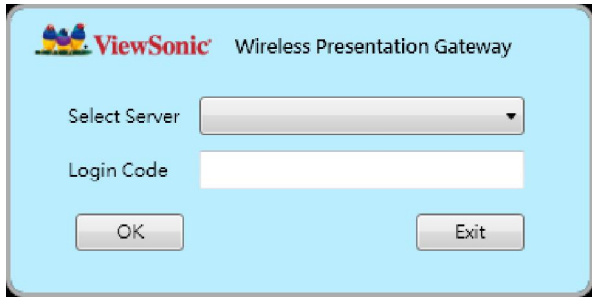 ViewSonic® Wireless Presentation Gateway
Select Server
Login Code
OK Exit